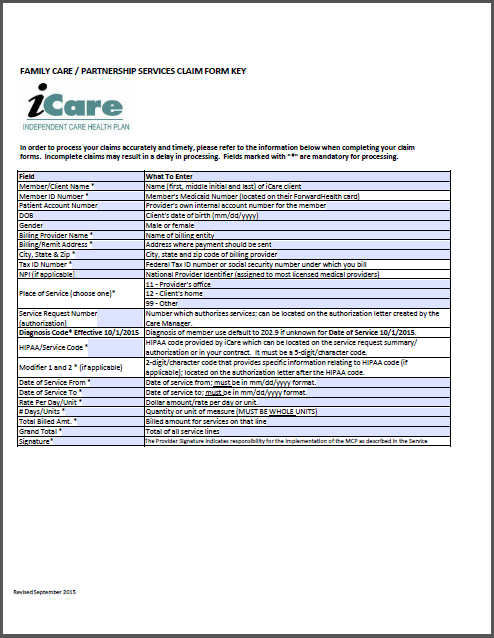 FAMILY CARE / PARTNERSHIP SERVICES CLAIM FORM KEY
iCare
INDEPENDENT CARE HEALTH PLAN
In order to process your claims accurately and timely, please refer to the information below when completing your claim
forms. Incomplete claims may result in a delay in processing. Fields marked with "*" are mandatory for processing.
Field What To Enter
Member/Client Name * Name (first, middle initial and last) of iCare client
Member ID Number * Member's Medicaid Number (located on their ForwardHealth card)
Patient Account Number Provider's own internal account number for the member
DOB Client's date of birth (mm/dd/yyyy)
Gender Male or female
Billing Provider Name * Name of billing entity
Billing/Remit Address * Address where payment should be sent
City, State & Zip * City, state and zip code of billing provider
Tax ID Number * Federal Tax ID number or social security number under which you bill
NPI (if applicable) National Provider Identifier (assigned to most licensed medical providers)
Place of Service (choose one)* 11 - Provider's office
12 - Client's home
99 - Other
Service Request Number Number which authorizes services; can be located on the authorization letter created by the
(authorization) Care Manager.
Diagnosis Code* Effective 10/1/2015 Diagnosis of member use default to Z02.9 if unknown for Date of Service 10/1/2015.
HIPAA/Service Code * HIPAA code provided by iCare which can be located on the service request summary/
authorization or in your contract. It must be a 5-digit/character code.
Modifier 1 and 2 * (if applicable) 2-digit/character code that provides specific information relating to HIPAA code (if
applicable); located on the authorization letter from the Care Manager.
Date of Service From * Date of service from; must be in mm/dd/yyyy format.
Date of Service To * Date of service to; must be in mm/dd/yyyy format.
Rate Per Day/Unit * Dollar amount/rate per day or unit.
# Days/Units * Quantity or unit of measure (MUST BE WHOLE UNITS)
Total Billed Amt. * Billed amount for services on that line
Grand Total * Total of all service lines
Signature* The Provider Signature indicates responsibility for the implementation of the MCP as described in the Service
Revised September 2015